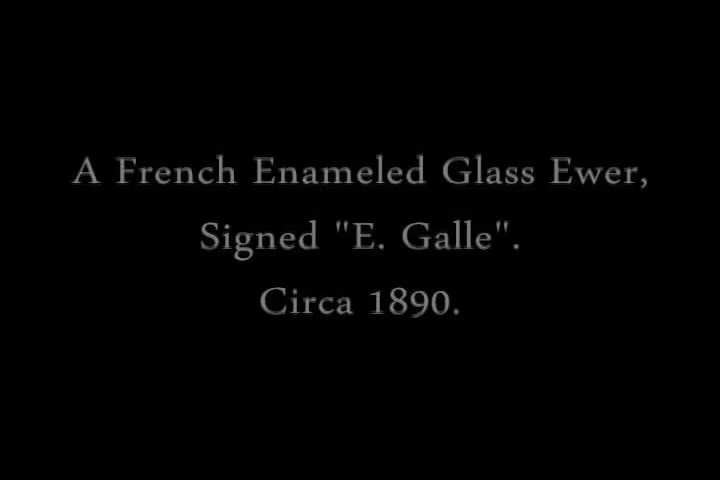 A French Enameled Glass Ewer,
Signed "E. Galle".
Circa 1890.